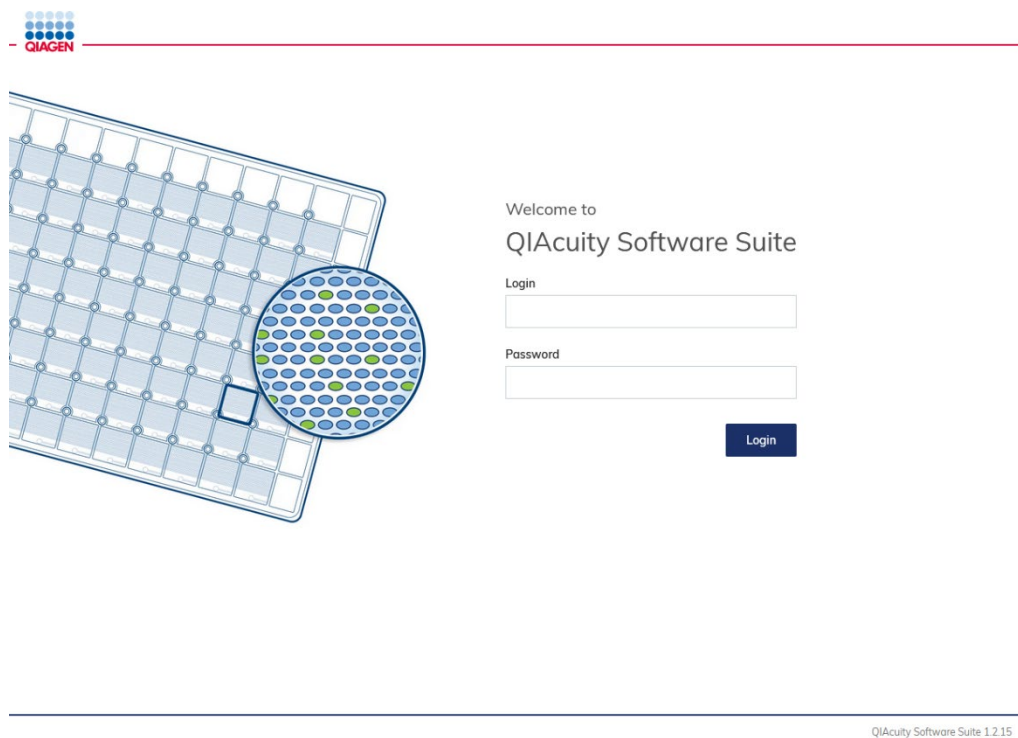 QIAGEN
Welcome to
QIAcuity Software Suite
Login
Password
Login
QIAcuity Software Suite 1.2.15